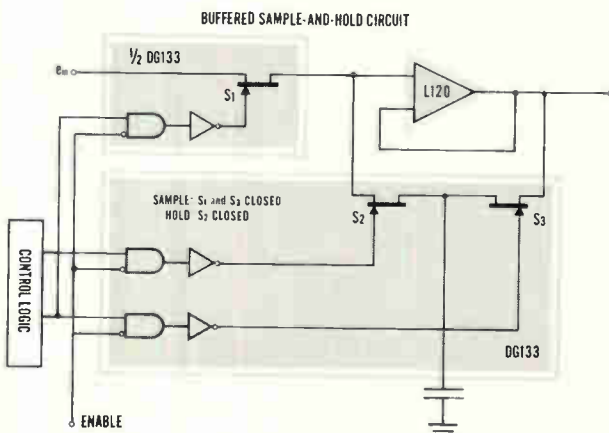 BUFFERED SAMPLE-AND-HOLD CIRCUIT
½ DG133
e_in
S1
L120
SAMPLE: S1 and S3 CLOSED
HOLD S2 CLOSED
S2
S3
CONTROL LOGIC
DG133
ENABLE